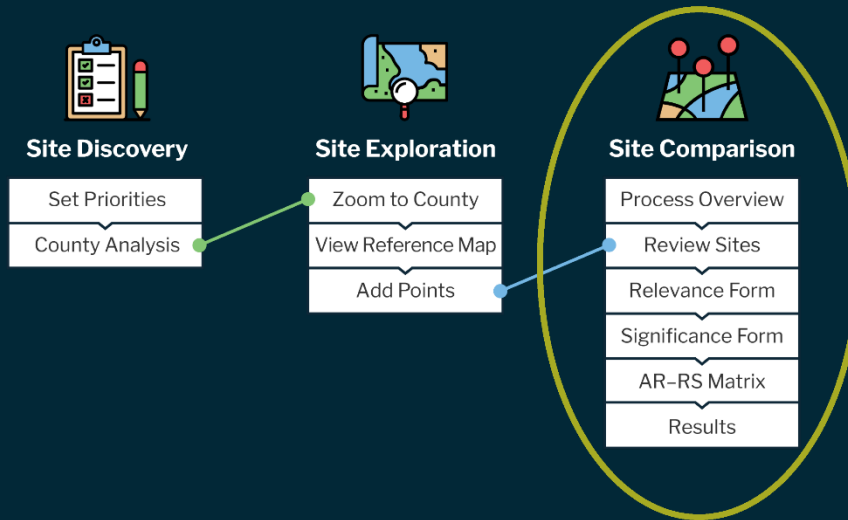 Site Discovery
Set Priorities
County Analysis
Site Exploration
Zoom to County
View Reference Map
Add Points
Site Comparison
Process Overview
Review Sites
Relevance Form
Significance Form
AR–RS Matrix
Results